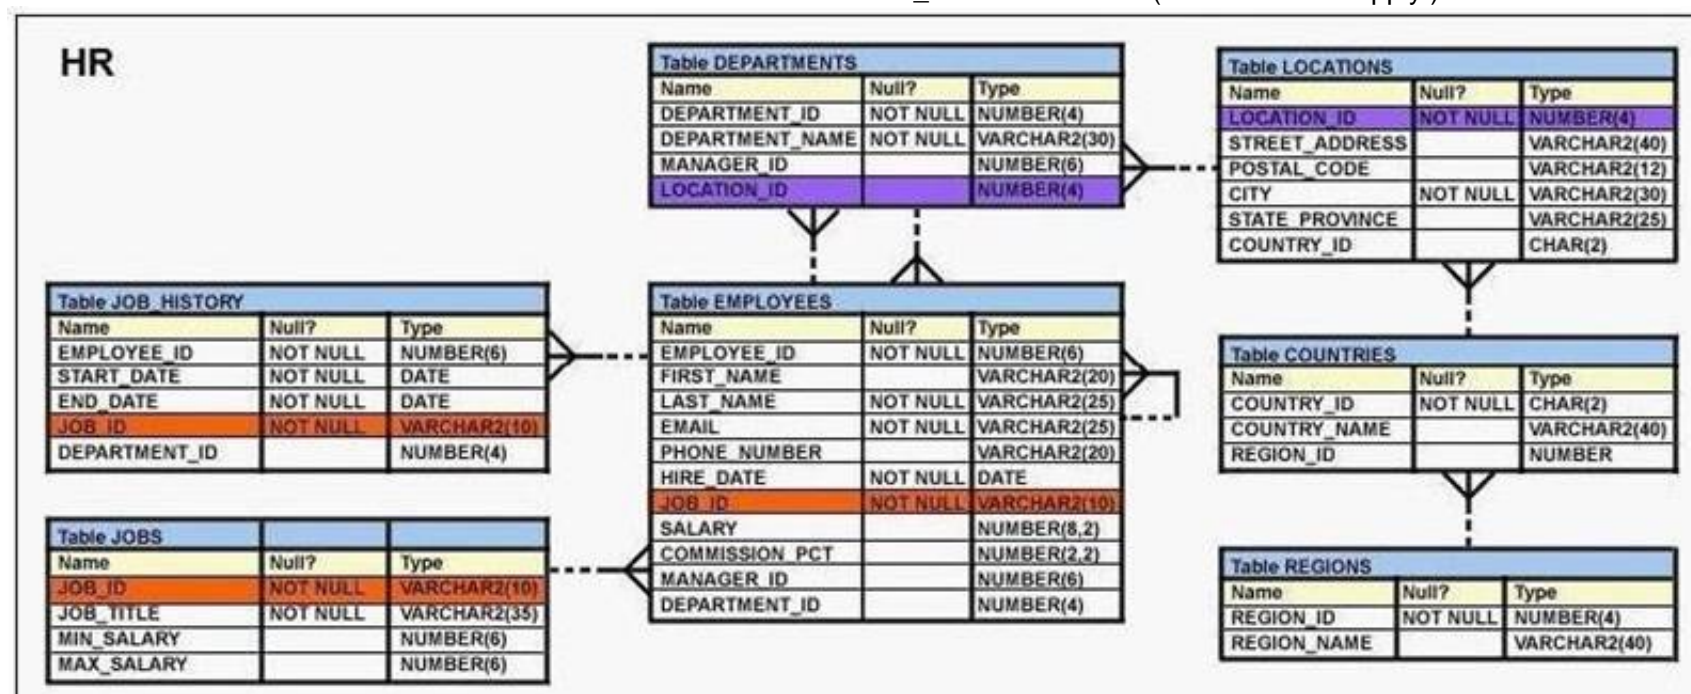 HR
Table DEPARTMENTS
Name Null? Type
DEPARTMENT_ID NOT NULL NUMBER(4)
DEPARTMENT_NAME NOT NULL VARCHAR2(30)
MANAGER_ID NUMBER(6)
LOCATION_ID NUMBER(4)
Table LOCATIONS
Name Null? Type
LOCATION_ID NOT NULL NUMBER(4)
STREET_ADDRESS VARCHAR2(40)
POSTAL_CODE VARCHAR2(12)
CITY NOT NULL VARCHAR2(30)
STATE_PROVINCE VARCHAR2(25)
COUNTRY_ID CHAR(2)
Table JOB_HISTORY
Name Null? Type
EMPLOYEE_ID NOT NULL NUMBER(6)
START_DATE NOT NULL DATE
END_DATE NOT NULL DATE
JOB_ID NOT NULL VARCHAR2(10)
DEPARTMENT_ID NUMBER(4)
Table EMPLOYEES
Name Null? Type
EMPLOYEE_ID NOT NULL NUMBER(6)
FIRST_NAME VARCHAR2(20)
LAST_NAME NOT NULL VARCHAR2(25)
EMAIL NOT NULL VARCHAR2(25)
PHONE_NUMBER VARCHAR2(20)
HIRE_DATE NOT NULL DATE
JOB_ID NOT NULL VARCHAR2(10)
SALARY NUMBER(8,2)
COMMISSION_PCT NUMBER(2,2)
MANAGER_ID NUMBER(6)
DEPARTMENT_ID NUMBER(4)
Table COUNTRIES
Name Null? Type
COUNTRY_ID NOT NULL CHAR(2)
COUNTRY_NAME VARCHAR2(40)
REGION_ID NUMBER
Table JOBS
Name Null? Type
JOB_ID NOT NULL VARCHAR2(10)
JOB_TITLE NOT NULL VARCHAR2(35)
MIN_SALARY NUMBER(6)
MAX_SALARY NUMBER(6)
Table REGIONS
Name Null? Type
REGION_ID NOT NULL NUMBER(4)
REGION_NAME VARCHAR2(40)